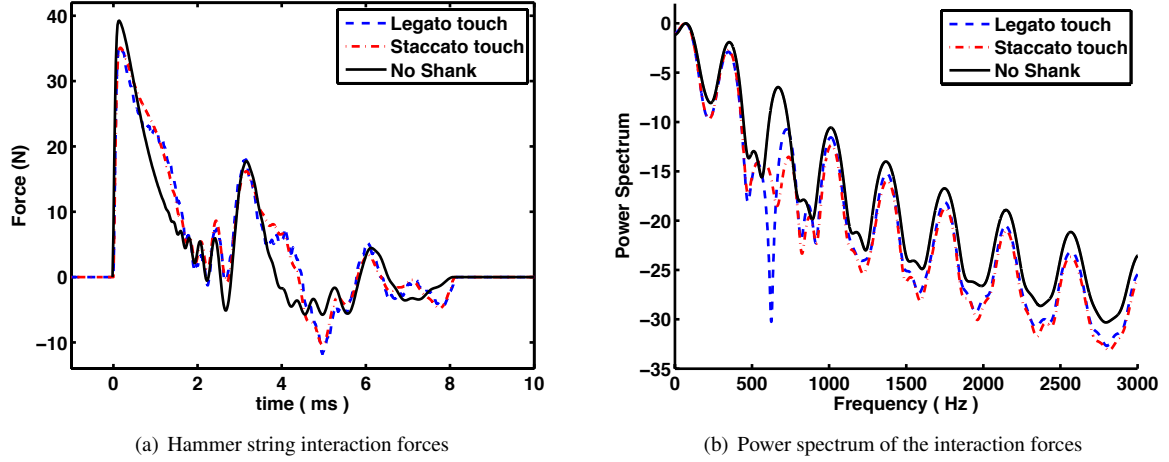 Legato touch
Staccato touch
No Shank
40
30
20
10
0
−10
Force (N)
0 2 4 6 8 10
time ( ms )
(a) Hammer string interaction forces
Legato touch
Staccato touch
No Shank
0
−5
−10
−15
−20
−25
−30
−35
Power Spectrum
0 500 1000 1500 2000 2500 3000
Frequency ( Hz )
(b) Power spectrum of the interaction forces